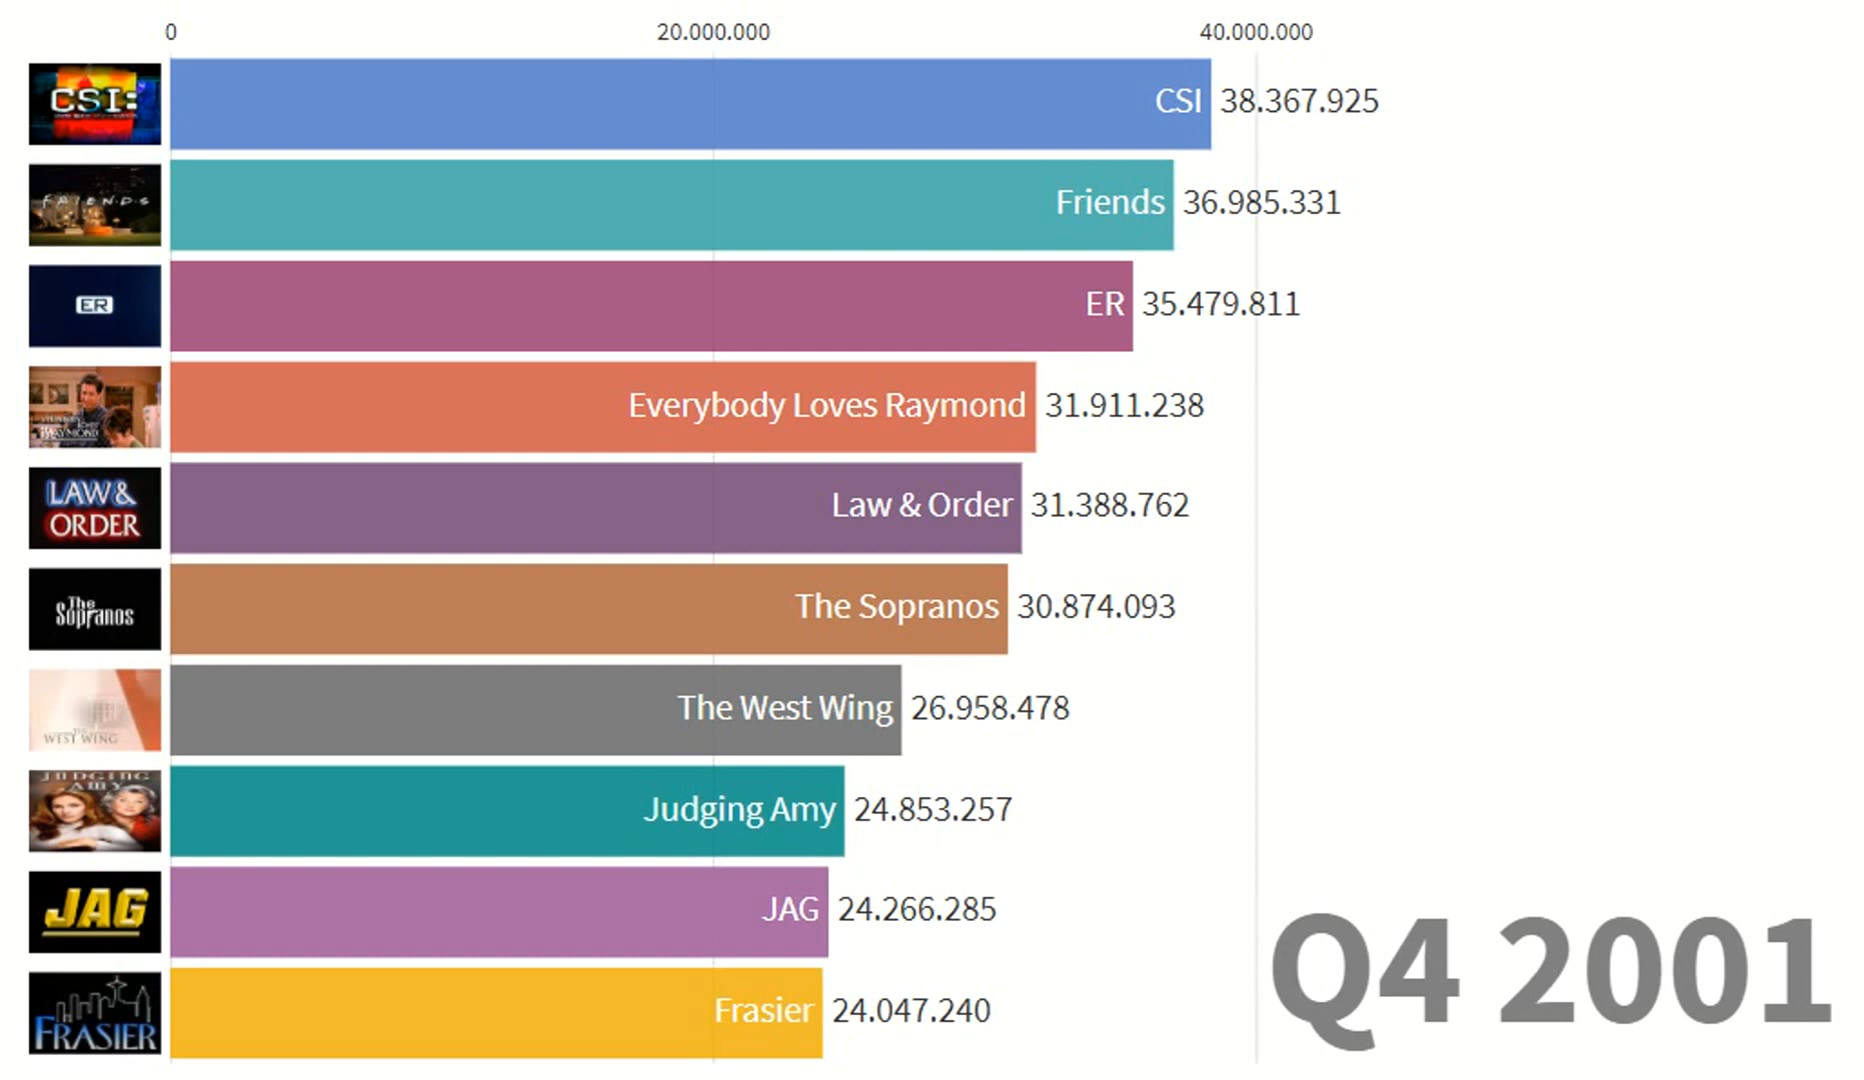 0 20.000.000 40.000.000
CSI:
CSI 38.367.925
F·R·I·E·N·D·S
Friends 36.985.331
ER
ER 35.479.811
Everybody Loves Raymond 31.911.238
LAW &
ORDER
Law & Order 31.388.762
The
Sopranos
The Sopranos 30.874.093
WEST WING
The West Wing 26.958.478
JUDGING
AMY
Judging Amy 24.853.257
JAG
JAG 24.266.285
FRASIER
Frasier 24.047.240
Q4 2001